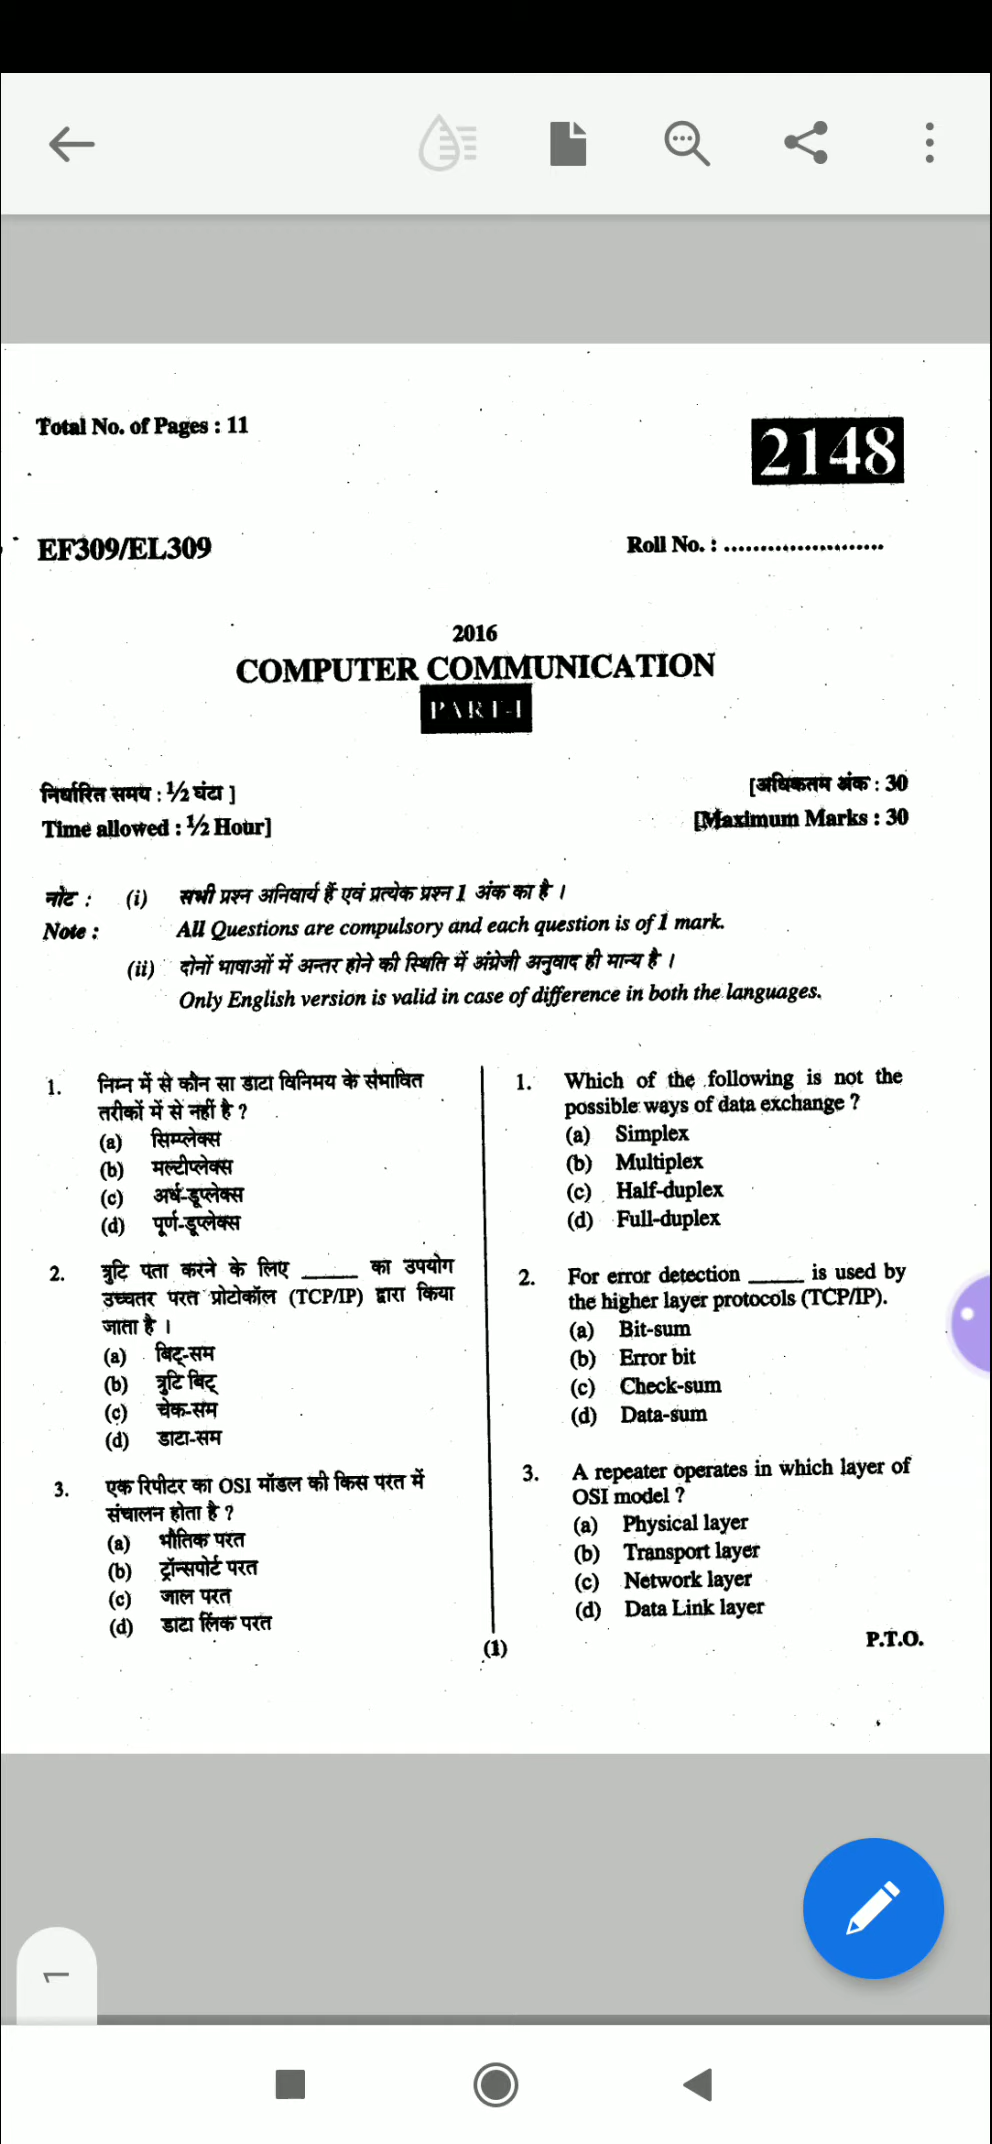 Total No. of Pages : 11
2148
EF309/EL309
Roll No. : ......................
2016
COMPUTER COMMUNICATION
PART-I
निर्धारित समय : ½ घंटा ]
[अधिकतम अंक : 30
Time allowed : ½ Hour]
[Maximum Marks : 30
नोट : (i) सभी प्रश्न अनिवार्य हैं एवं प्रत्येक प्रश्न 1 अंक का है ।
Note : All Questions are compulsory and each question is of 1 mark.
(ii) दोनों भाषाओं में अन्तर होने की स्थिति में अंग्रेजी अनुवाद ही मान्य है ।
Only English version is valid in case of difference in both the languages.
1. निम्न में से कौन सा डाटा विनिमय के संभावित
तरीकों में से नहीं है ?
(a) सिम्प्लेक्स
(b) मल्टीप्लेक्स
(c) अर्ध-डूप्लेक्स
(d) पूर्ण-डूप्लेक्स
2. त्रुटि पता करने के लिए ______ का उपयोग
उच्चतर परत प्रोटोकॉल (TCP/IP) द्वारा किया
जाता है ।
(a) बिट्-सम
(b) त्रुटि बिट्
(c) चेक-सम
(d) डाटा-सम
3. एक रिपीटर का OSI मॉडल की किस परत में
संचालन होता है ?
(a) भौतिक परत
(b) ट्रॉन्सपोर्ट परत
(c) जाल परत
(d) डाटा लिंक परत
1. Which of the following is not the
possible ways of data exchange ?
(a) Simplex
(b) Multiplex
(c) Half-duplex
(d) Full-duplex
2. For error detection ______ is used by
the higher layer protocols (TCP/IP).
(a) Bit-sum
(b) Error bit
(c) Check-sum
(d) Data-sum
3. A repeater operates in which layer of
OSI model ?
(a) Physical layer
(b) Transport layer
(c) Network layer
(d) Data Link layer
(1)
P.T.O.
1